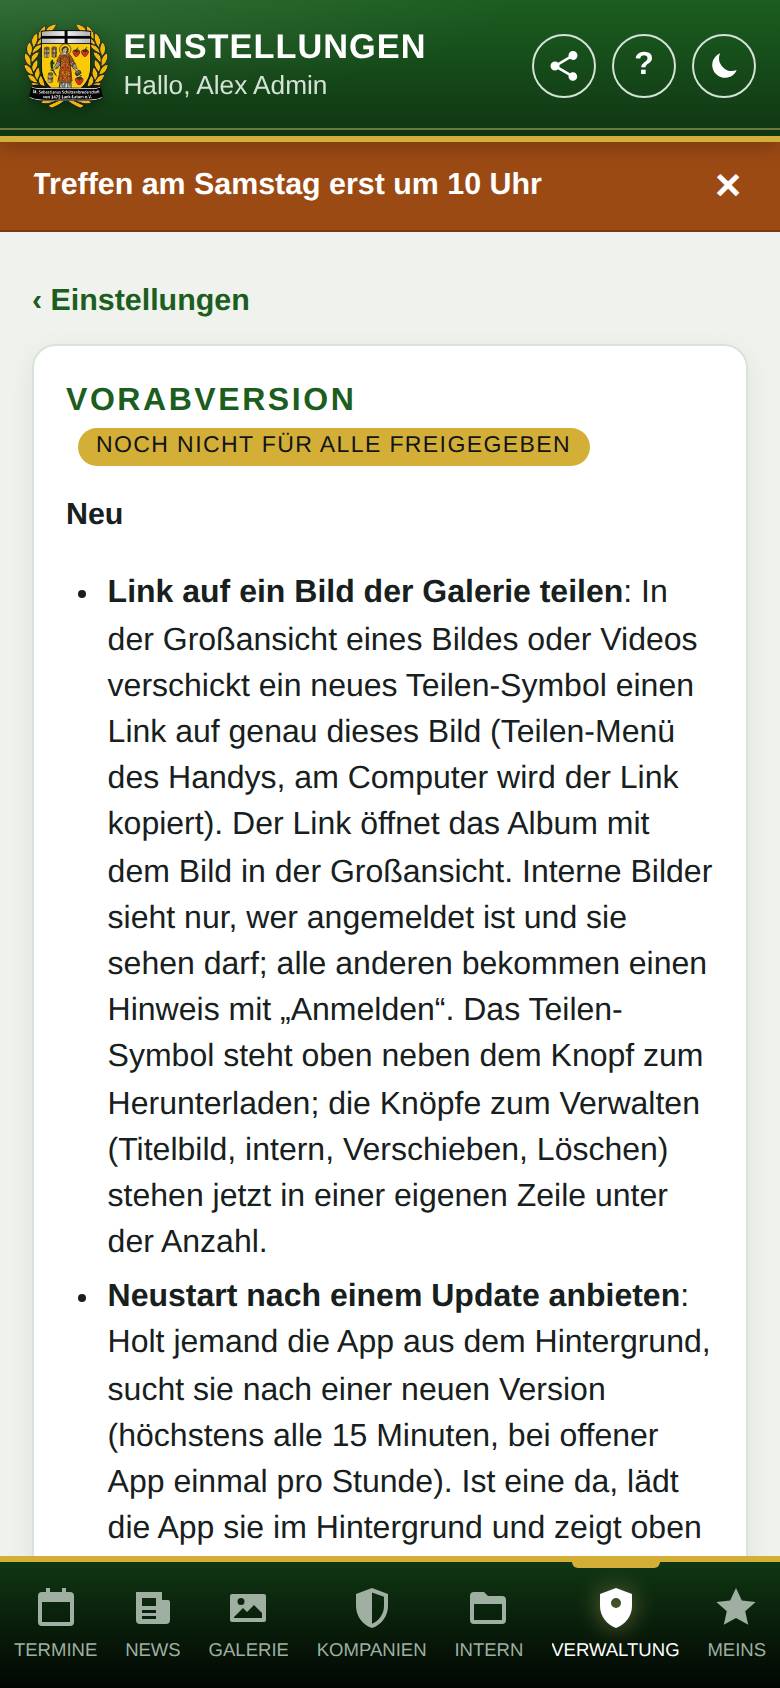 EINSTELLUNGEN
Hallo, Alex Admin
?
Treffen am Samstag erst um 10 Uhr
×
‹ Einstellungen
VORABVERSION
NOCH NICHT FÜR ALLE FREIGEGEBEN
Neu
• Link auf ein Bild der Galerie teilen: In
der Großansicht eines Bildes oder Videos
verschickt ein neues Teilen-Symbol einen
Link auf genau dieses Bild (Teilen-Menü
des Handys, am Computer wird der Link
kopiert). Der Link öffnet das Album mit
dem Bild in der Großansicht. Interne Bilder
sieht nur, wer angemeldet ist und sie
sehen darf; alle anderen bekommen einen
Hinweis mit „Anmelden“. Das Teilen-
Symbol steht oben neben dem Knopf zum
Herunterladen; die Knöpfe zum Verwalten
(Titelbild, intern, Verschieben, Löschen)
stehen jetzt in einer eigenen Zeile unter
der Anzahl.
• Neustart nach einem Update anbieten:
Holt jemand die App aus dem Hintergrund,
sucht sie nach einer neuen Version
(höchstens alle 15 Minuten, bei offener
App einmal pro Stunde). Ist eine da, lädt
die App sie im Hintergrund und zeigt oben
TERMINE NEWS GALERIE KOMPANIEN INTERN VERWALTUNG MEINS